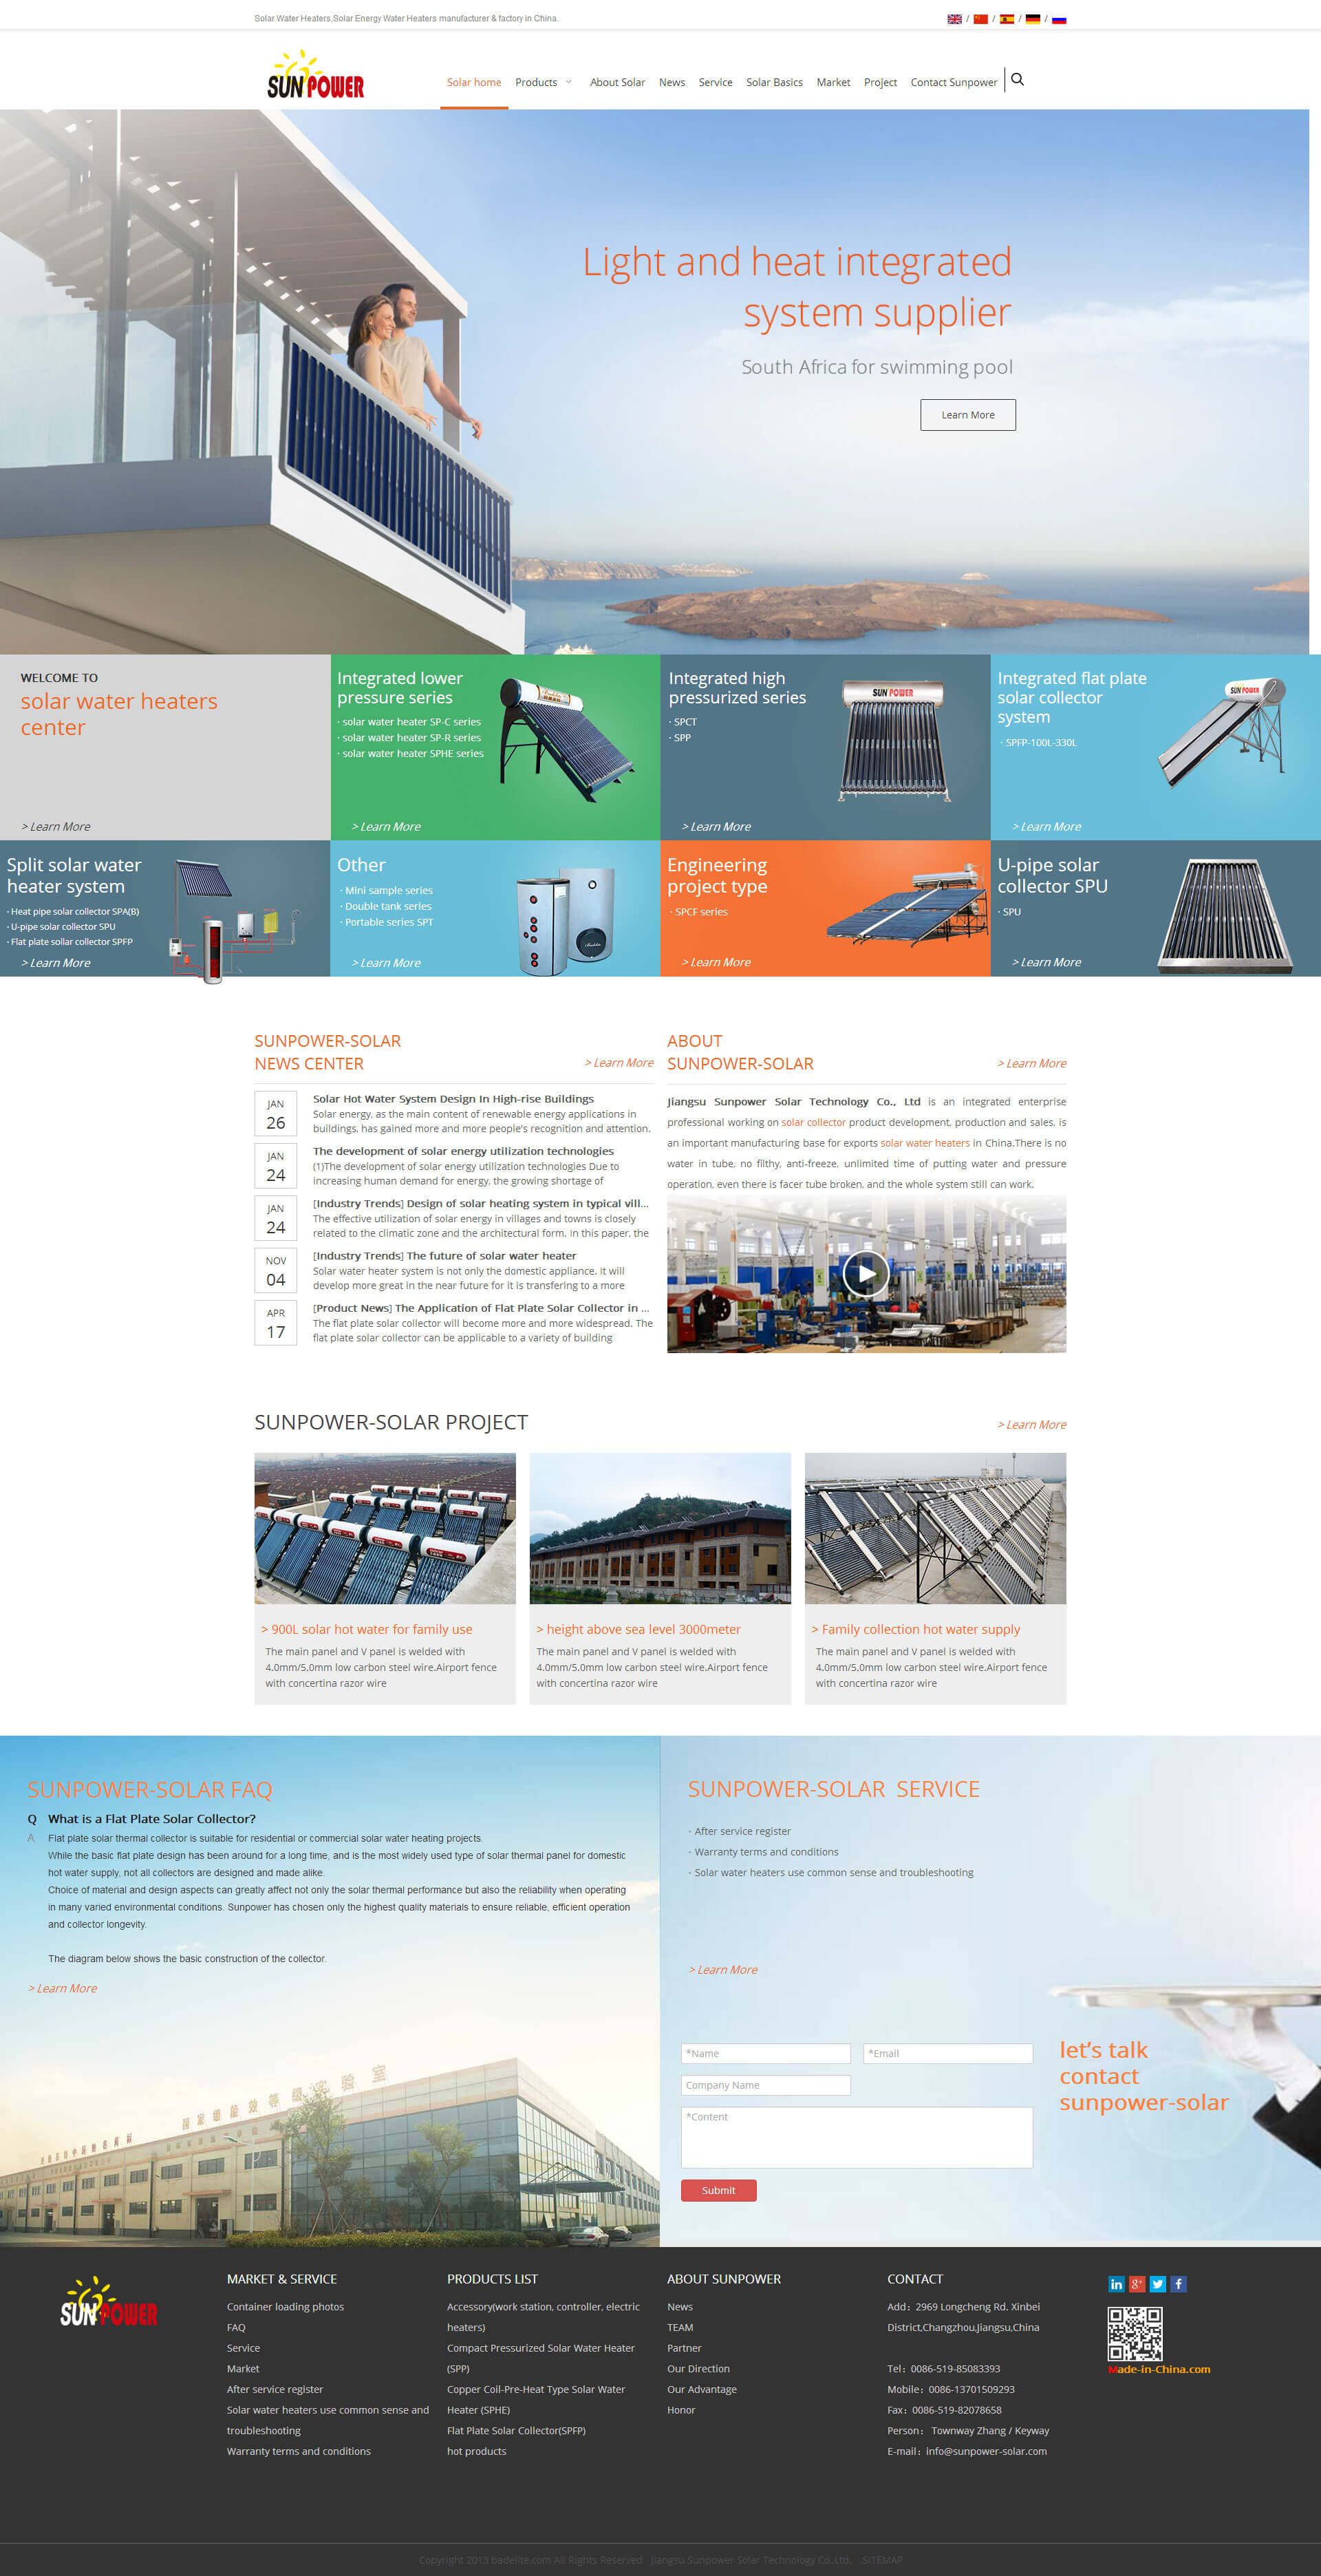 Solar Water Heaters,Solar Energy Water Heaters manufacturer & factory in China.
/ / / /
SUNPOWER
Solar home Products About Solar News Service Solar Basics Market Project Contact Sunpower
Light and heat integrated
system supplier
South Africa for swimming pool
Learn More
WELCOME TO
solar water heaters
center
> Learn More
Integrated lower
pressure series
· solar water heater SP-C series
· solar water heater SP-R series
· solar water heater SPHE series
> Learn More
Integrated high
pressurized series
· SPCT
· SPP
SUN POWER
> Learn More
Integrated flat plate
solar collector
system
· SPFP-100L-330L
SUN POWER
> Learn More
Split solar water
heater system
· Heat pipe solar collector SPA(B)
· U-pipe solar collector SPU
· Flat plate sollar collector SPFP
> Learn More
Other
· Mini sample series
· Double tank series
· Portable series SPT
> Learn More
Engineering
project type
· SPCF series
> Learn More
U-pipe solar
collector SPU
· SPU
> Learn More
SUNPOWER-SOLAR
NEWS CENTER
> Learn More
JAN
26
Solar Hot Water System Design In High-rise Buildings
Solar energy, as the main content of renewable energy applications in
buildings, has gained more and more people's recognition and attention.
JAN
24
The development of solar energy utilization technologies
(1)The development of solar energy utilization technologies Due to
increasing human demand for energy, the growing shortage of
JAN
24
[Industry Trends] Design of solar heating system in typical vill...
The effective utilization of solar energy in villages and towns is closely
related to the climatic zone and the architectural form. In this paper, the
NOV
04
[Industry Trends] The future of solar water heater
Solar water heater system is not only the domestic appliance. It will
develop more great in the near future for it is transfering to a more
APR
17
[Product News] The Application of Flat Plate Solar Collector in ...
The flat plate solar collector will become more and more widespread. The
flat plate solar collector can be applicable to a variety of building
ABOUT
SUNPOWER-SOLAR
> Learn More
Jiangsu Sunpower Solar Technology Co., Ltd is an integrated enterprise
professional working on solar collector product development, production and sales, is
an important manufacturing base for exports solar water heaters in China.There is no
water in tube, no filthy, anti-freeze, unlimited time of putting water and pressure
operation, even there is facer tube broken, and the whole system still can work.
SUNPOWER-SOLAR PROJECT
> Learn More
> 900L solar hot water for family use
The main panel and V panel is welded with
4.0mm/5.0mm low carbon steel wire.Airport fence
with concertina razor wire
> height above sea level 3000meter
The main panel and V panel is welded with
4.0mm/5.0mm low carbon steel wire.Airport fence
with concertina razor wire
> Family collection hot water supply
The main panel and V panel is welded with
4.0mm/5.0mm low carbon steel wire.Airport fence
with concertina razor wire
SUNPOWER-SOLAR FAQ
Q What is a Flat Plate Solar Collector?
A Flat plate solar thermal collector is suitable for residential or commercial solar water heating projects.
While the basic flat plate design has been around for a long time, and is the most widely used type of solar thermal panel for domestic
hot water supply, not all collectors are designed and made alike.
Choice of material and design aspects can greatly affect not only the solar thermal performance but also the reliability when operating
in many varied environmental conditions. Sunpower has chosen only the highest quality materials to ensure reliable, efficient operation
and collector longevity.
The diagram below shows the basic construction of the collector.
> Learn More
SUNPOWER-SOLAR SERVICE
· After service register
· Warranty terms and conditions
· Solar water heaters use common sense and troubleshooting
> Learn More
*Name
*Email
Company Name
*Content
Submit
let's talk
contact
sunpower-solar
SUNPOWER
MARKET & SERVICE
Container loading photos
FAQ
Service
Market
After service register
Solar water heaters use common sense and
troubleshooting
Warranty terms and conditions
PRODUCTS LIST
Accessory(work station, controller, electric
heaters)
Compact Pressurized Solar Water Heater
(SPP)
Copper Coil-Pre-Heat Type Solar Water
Heater (SPHE)
Flat Plate Solar Collector(SPFP)
hot products
ABOUT SUNPOWER
News
TEAM
Partner
Our Direction
Our Advantage
Honor
CONTACT
Add：2969 Longcheng Rd. Xinbei
District,Changzhou,Jiangsu,China
Tel：0086-519-85083393
Mobile：0086-13701509293
Fax：0086-519-82078658
Person： Townway Zhang / Keyway
E-mail：info@sunpower-solar.com
Made-in-China.com
Copyright 2013 badelite.com All Rights Reserved Jiangsu Sunpower Solar Technology Co.,Ltd. .SITEMAP